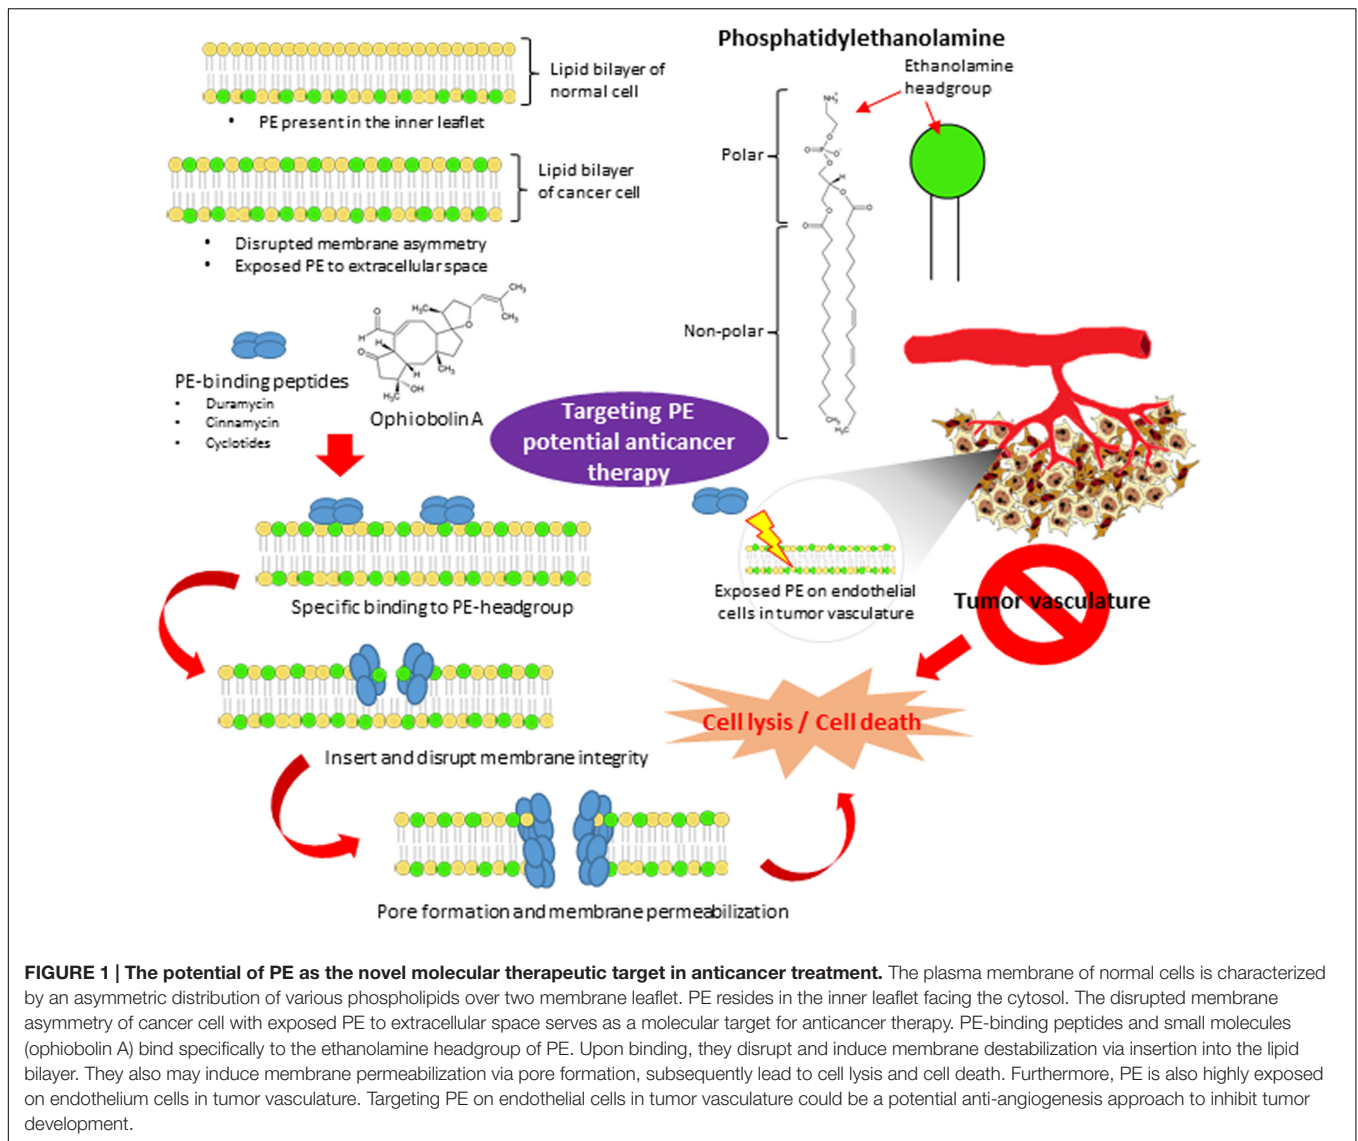 Phosphatidylethanolamine
Lipid bilayer of
normal cell
• PE present in the inner leaflet
Lipid bilayer
of cancer cell
• Disrupted membrane asymmetry
• Exposed PE to extracellular space
Ethanolamine
headgroup
Polar
Non-polar
NH₃⁺
O
O
P
O⁻
O
H
O
O
O
O
CH₃
H₃C
PE-binding peptides
• Duramycin
• Cinnamycin
• Cyclotides
O
H
O
H
H
H₃C
OH
CH₃
H₃C
O
CH₃
CH₃
Ophiobolin A
Targeting PE
potential anticancer
therapy
Specific binding to PE-headgroup
Insert and disrupt membrane integrity
Pore formation and membrane permeabilization
Exposed PE on endothelial
cells in tumor vasculature
Tumor vasculature
Cell lysis / Cell death
FIGURE 1 | The potential of PE as the novel molecular therapeutic target in anticancer treatment. The plasma membrane of normal cells is characterized
by an asymmetric distribution of various phospholipids over two membrane leaflet. PE resides in the inner leaflet facing the cytosol. The disrupted membrane
asymmetry of cancer cell with exposed PE to extracellular space serves as a molecular target for anticancer therapy. PE-binding peptides and small molecules
(ophiobolin A) bind specifically to the ethanolamine headgroup of PE. Upon binding, they disrupt and induce membrane destabilization via insertion into the lipid
bilayer. They also may induce membrane permeabilization via pore formation, subsequently lead to cell lysis and cell death. Furthermore, PE is also highly exposed
on endothelium cells in tumor vasculature. Targeting PE on endothelial cells in tumor vasculature could be a potential anti-angiogenesis approach to inhibit tumor
development.